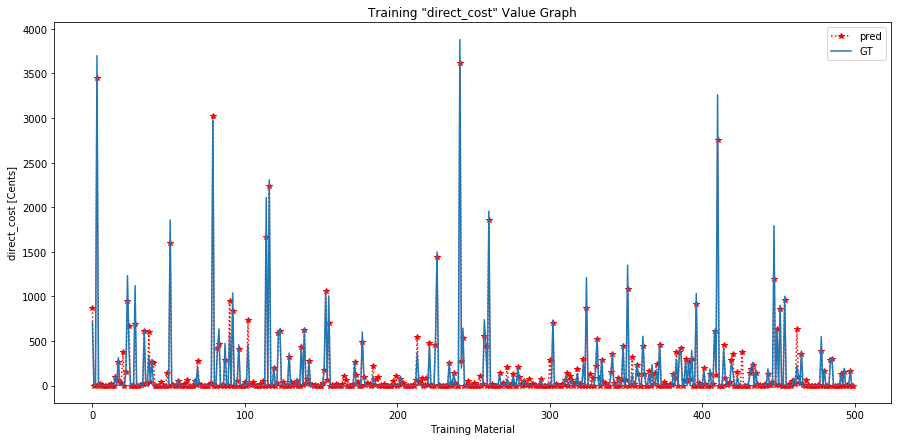 Training "direct_cost" Value Graph
pred
GT
4000
3500
3000
2500
2000
1500
1000
500
0
direct_cost [Cents]
0 100 200 300 400 500
Training Material